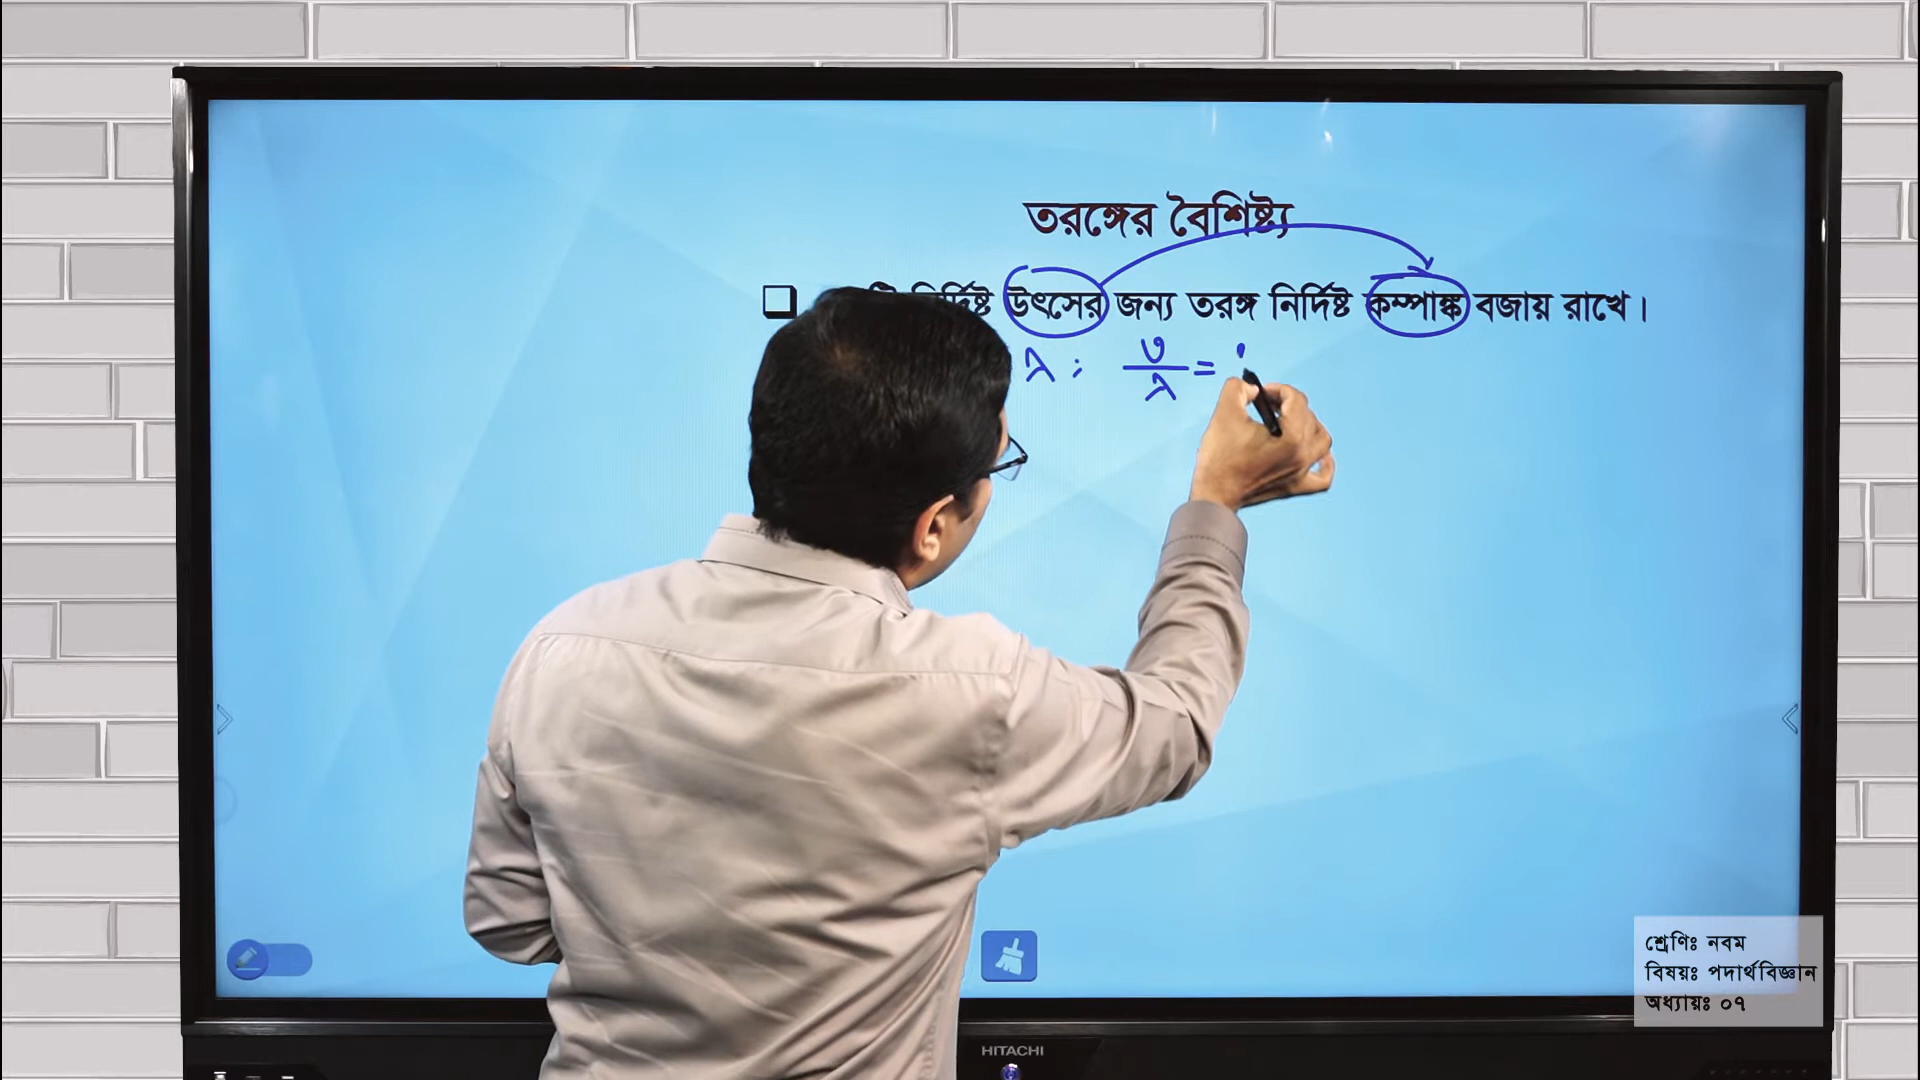 তরঙ্গের বৈশিষ্ট্য
নির্দিষ্ট উৎসের জন্য তরঙ্গ নির্দিষ্ট কম্পাঙ্ক বজায় রাখে।
λ : v/λ =
শ্রেণিঃ নবম
বিষয়ঃ পদার্থবিজ্ঞান
অধ্যায়ঃ ০৭
HITACHI